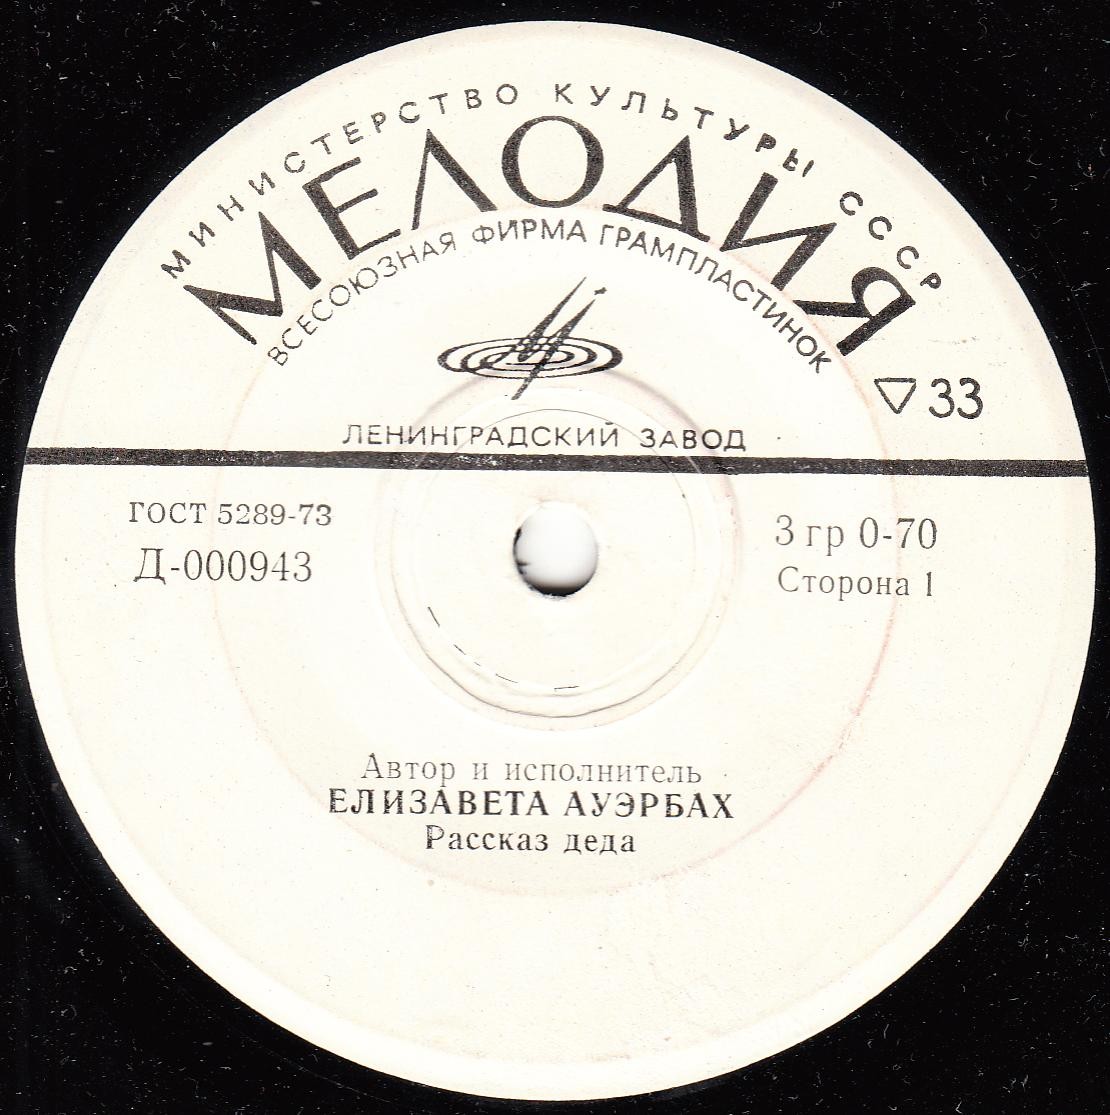 МИНИСТЕРСТВО КУЛЬТУРЫ СССР
МЕЛОДИЯ
ВСЕСОЮЗНАЯ ФИРМА ГРАМПЛАСТИНОК
33
ЛЕНИНГРАДСКИЙ ЗАВОД
ГОСТ 5289-73
Д-000943
3 гр 0-70
Сторона 1
Автор и исполнитель
ЕЛИЗАВЕТА АУЭРБАХ
Рассказ деда